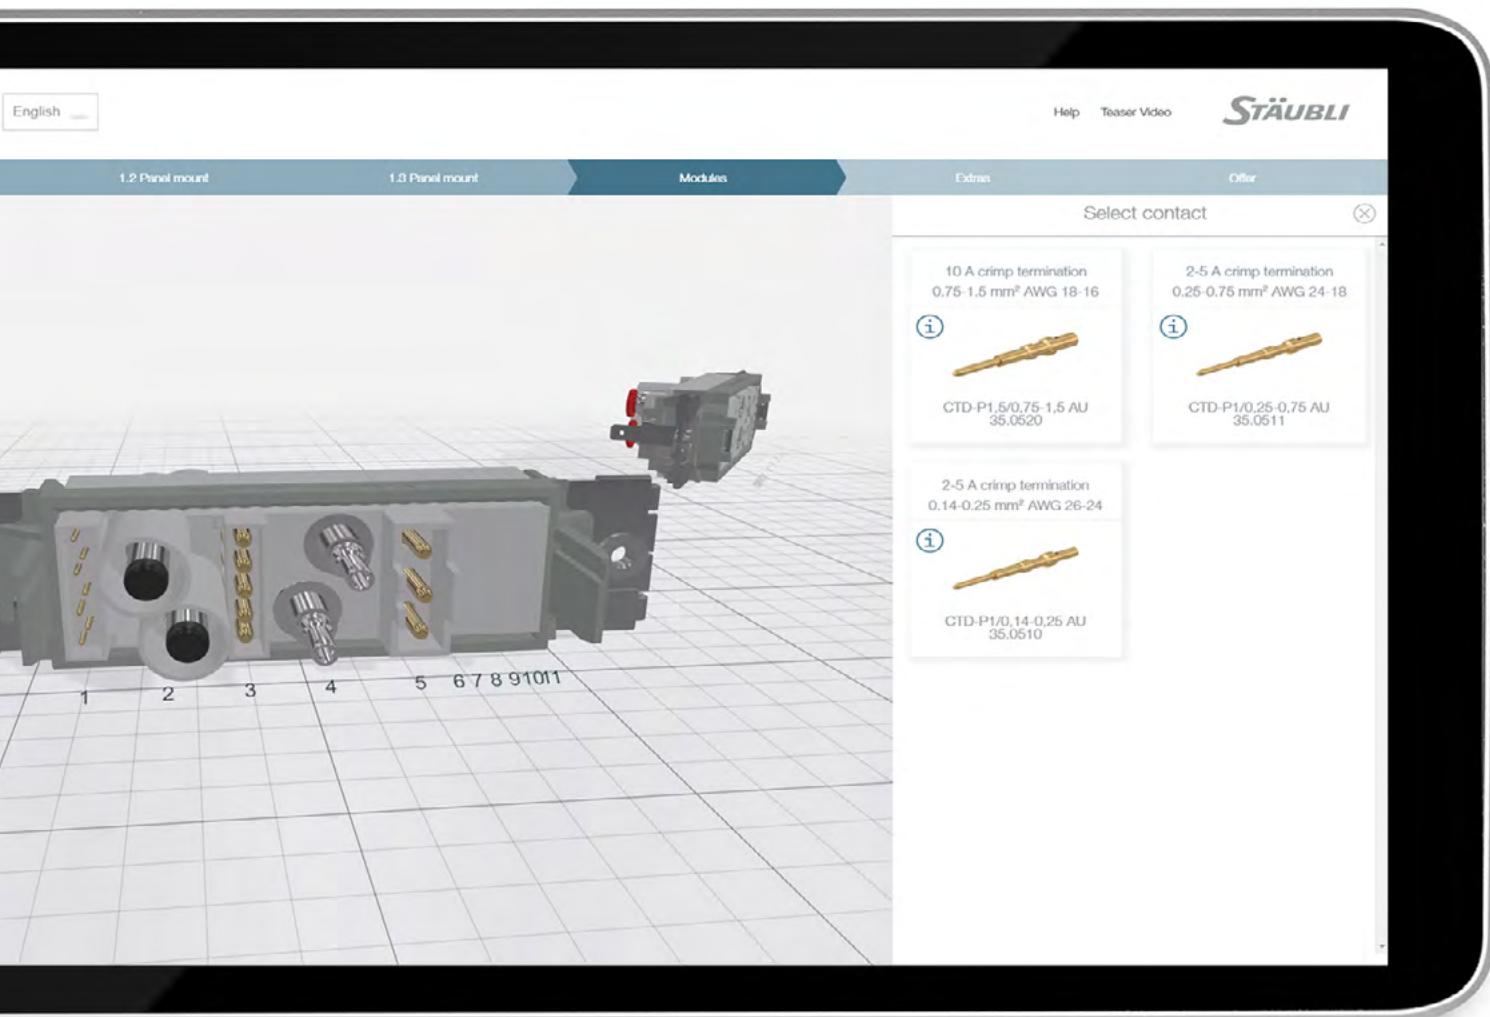 English
Help Teaser Video STÄUBLI
1.2 Panel mount 1.3 Panel mount Modules Extras Offer
Select contact
10 A crimp termination
0.75-1.5 mm² AWG 18-16
CTD-P1,5/0,75-1,5 AU
35.0520
2-5 A crimp termination
0.25-0.75 mm² AWG 24-18
CTD-P1/0,25-0,75 AU
35.0511
2-5 A crimp termination
0.14-0.25 mm² AWG 26-24
CTD-P1/0,14-0,25 AU
35.0510
1 2 3 4 5 6 7 8 9 10 11